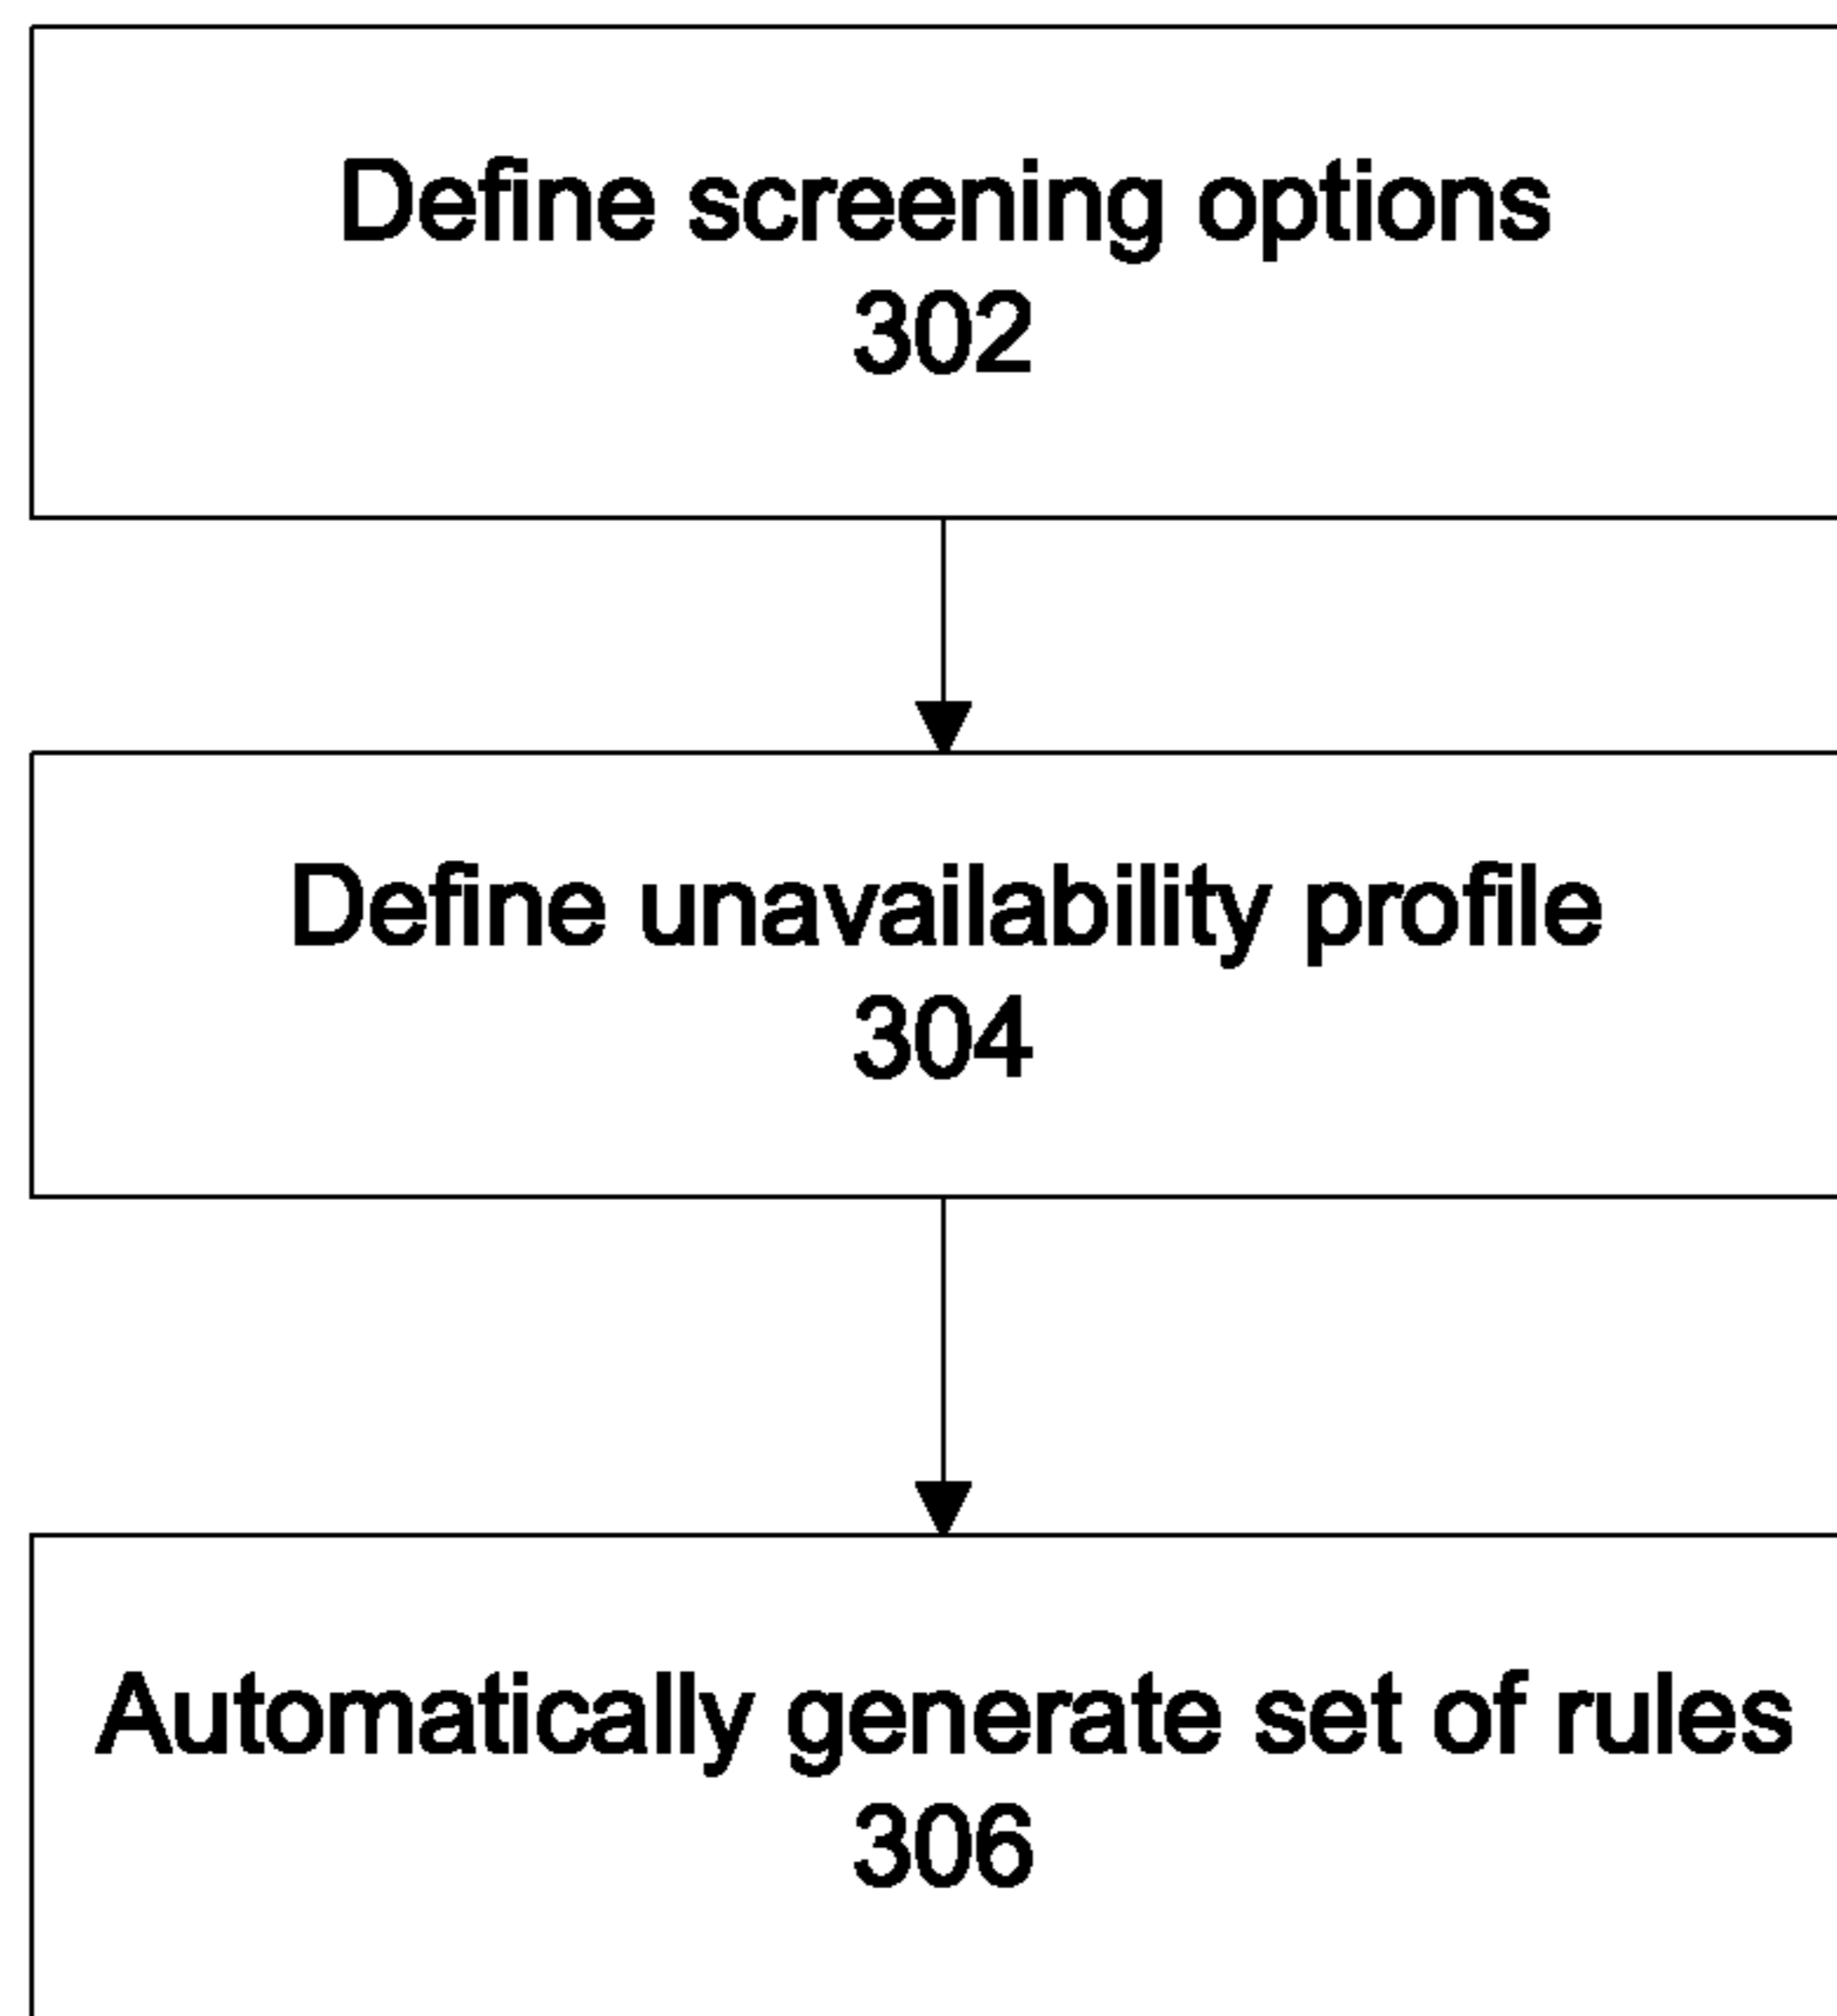 Define screening options
302
Define unavailability profile
304
Automatically generate set of rules
306